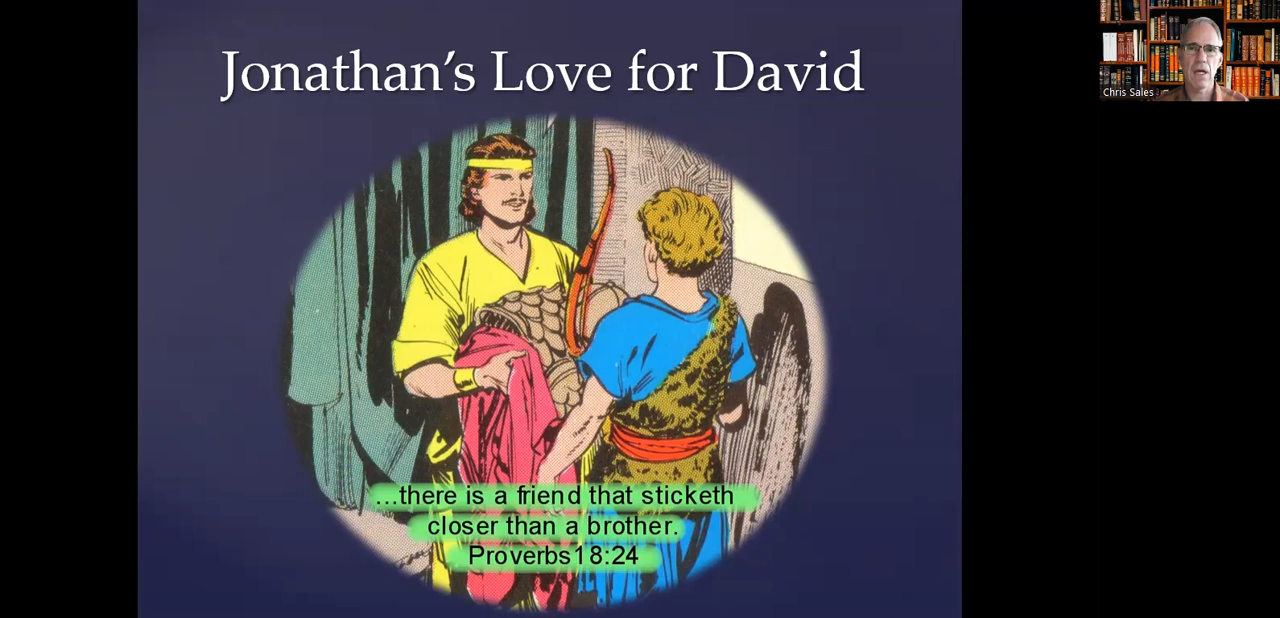 Jonathan's Love for David
...there is a friend that sticketh
closer than a brother.
Proverbs18:24
Chris Sales